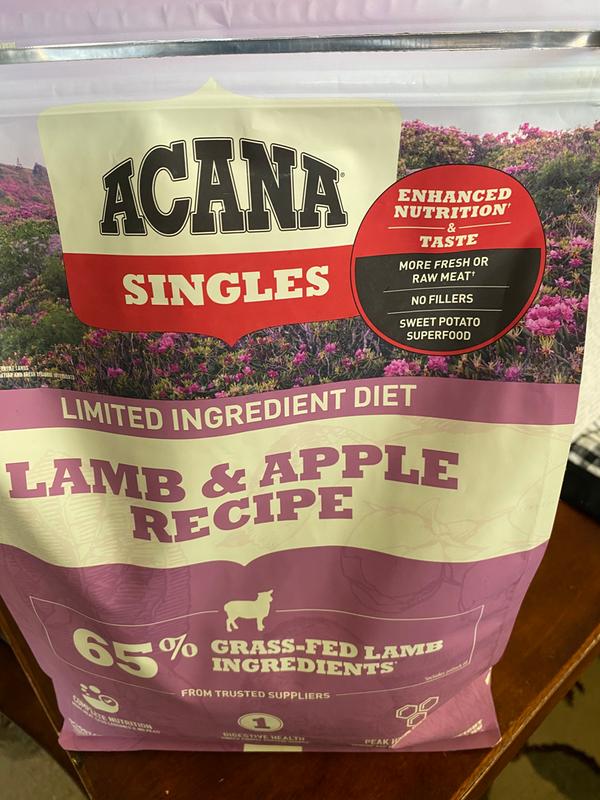 ACANA
SINGLES
ENHANCED
NUTRITION†
&
TASTE
MORE FRESH OR
RAW MEAT†
NO FILLERS
SWEET POTATO
SUPERFOOD
LIMITED INGREDIENT DIET
LAMB & APPLE
RECIPE
65% GRASS-FED LAMB
INGREDIENTS*
FROM TRUSTED SUPPLIERS
COMPLETE NUTRITION
1
DIGESTIVE HEALTH
PEAK